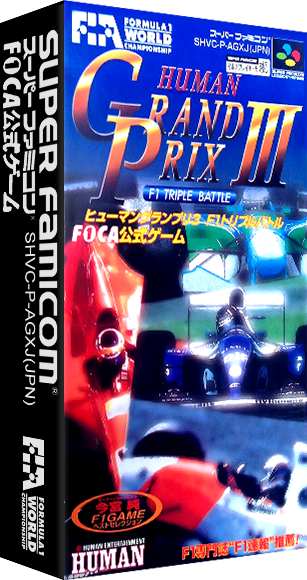 SUPER FAMICOM
スーパーファミコン
SHVC-P-AGXJ(JPN)
FOCA公式ゲーム
FIA
FORMULA 1
WORLD
CHAMPIONSHIP
FIA
FORMULA 1
WORLD
CHAMPIONSHIP
スーパーファミコン
SHVC-P-AGXJ(JPN)
HUMAN
GRAND
PRIX III
F1 TRIPLE BATTLE
ヒューマングランプリ3 F1トリプルバトル
FOCA公式ゲーム
今宮 純
F1GAME
ベストセレクション
HUMAN ENTERTAINMENT
HUMAN
F1専門誌"F1速報"推薦!